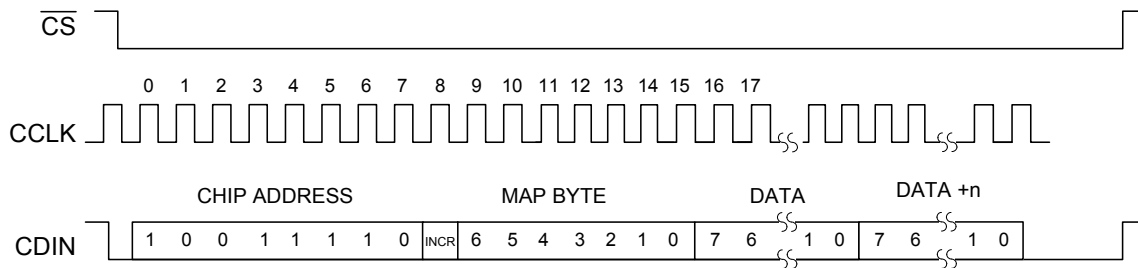 CS
0 1 2 3 4 5 6 7 8 9 10 11 12 13 14 15 16 17
CCLK
CHIP ADDRESS MAP BYTE DATA DATA +n
CDIN 1 0 0 1 1 1 1 0 INCR 6 5 4 3 2 1 0 7 6 1 0 7 6 1 0